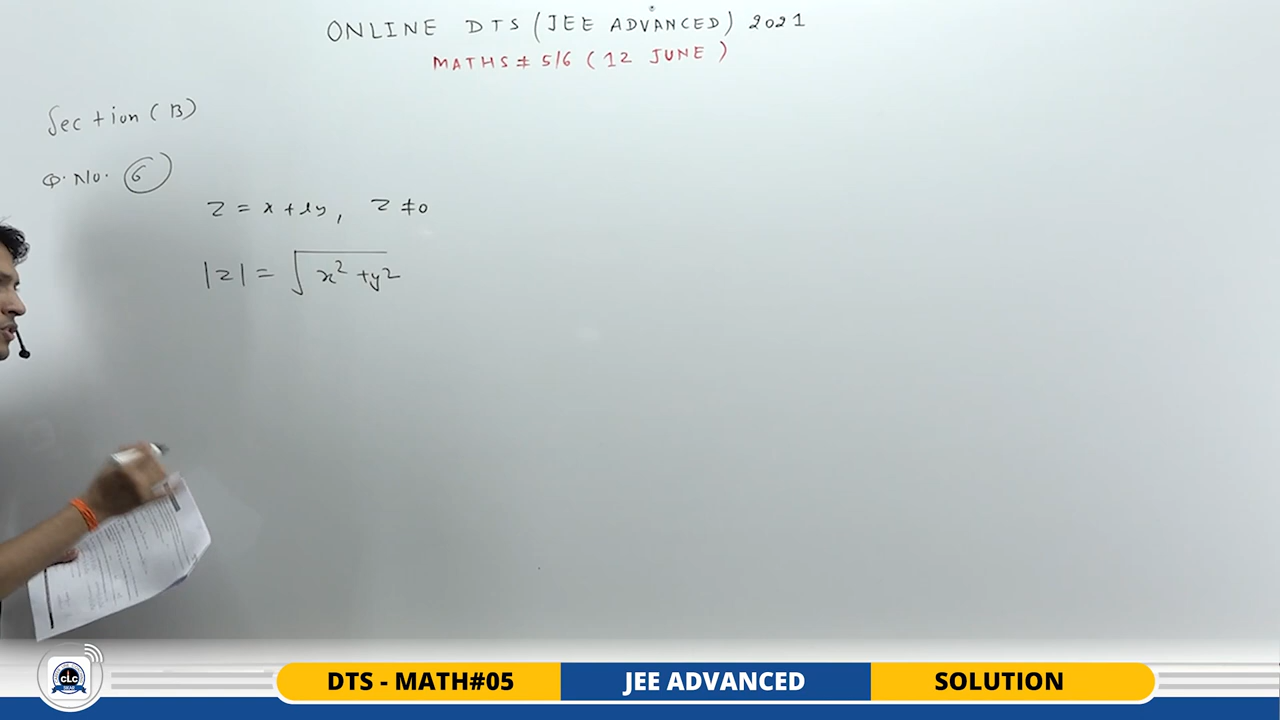 ONLINE DTS (JEE ADVANCED) 2021
MATHS # 5/6 (12 JUNE)
Section (B)
Q. No. 6
z = x + iy, z ≠ 0
|z| = √(x² + y²)
CLC
DTS - MATH#05
JEE ADVANCED
SOLUTION